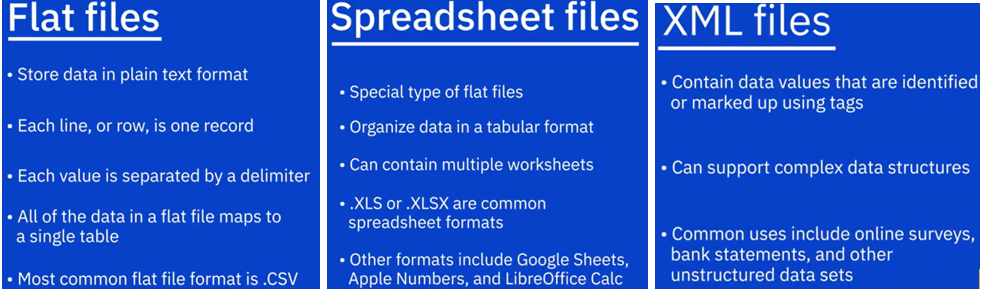 Flat files
• Store data in plain text format
• Each line, or row, is one record
• Each value is separated by a delimiter
• All of the data in a flat file maps to
a single table
• Most common flat file format is .CSV
Spreadsheet files
• Special type of flat files
• Organize data in a tabular format
• Can contain multiple worksheets
• .XLS or .XLSX are common
spreadsheet formats
• Other formats include Google Sheets,
Apple Numbers, and LibreOffice Calc
XML files
• Contain data values that are identified
or marked up using tags
• Can support complex data structures
• Common uses include online surveys,
bank statements, and other
unstructured data sets